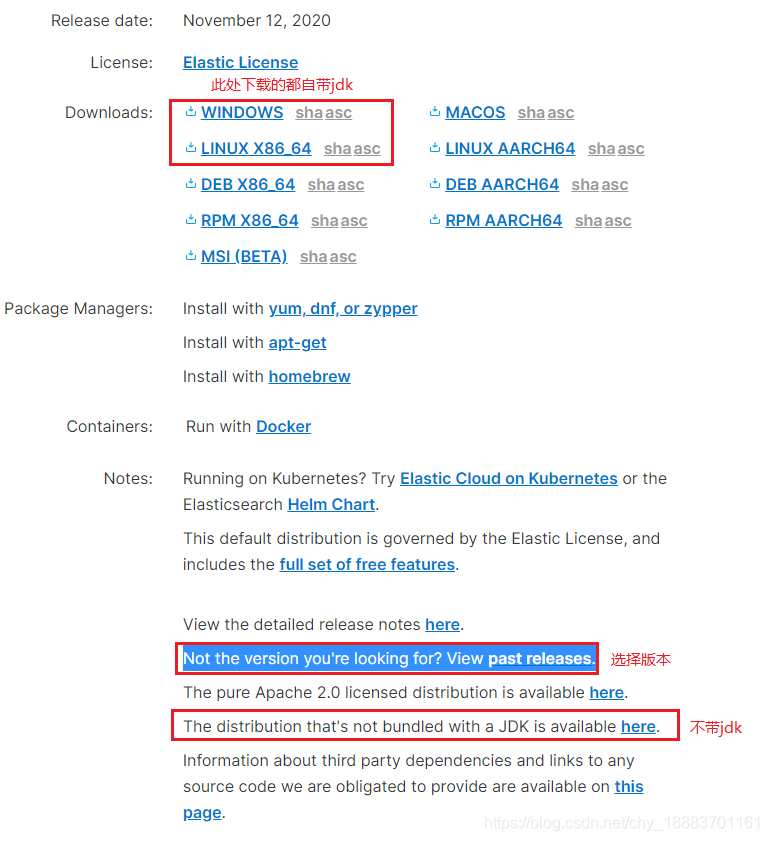 Release date: November 12, 2020
License: Elastic License
此处下载的都自带jdk
Downloads: WINDOWS sha asc MACOS sha asc
LINUX X86_64 sha asc LINUX AARCH64 sha asc
DEB X86_64 sha asc DEB AARCH64 sha asc
RPM X86_64 sha asc RPM AARCH64 sha asc
MSI (BETA) sha asc
Package Managers: Install with yum, dnf, or zypper
Install with apt-get
Install with homebrew
Containers: Run with Docker
Notes: Running on Kubernetes? Try Elastic Cloud on Kubernetes or the
Elasticsearch Helm Chart.
This default distribution is governed by the Elastic License, and
includes the full set of free features.
View the detailed release notes here.
Not the version you're looking for? View past releases. 选择版本
The pure Apache 2.0 licensed distribution is available here.
The distribution that's not bundled with a JDK is available here. 不带jdk
Information about third party dependencies and links to any
source code we are obligated to provide are available on this
page.
https://blog.csdn.net/chy_18883701161